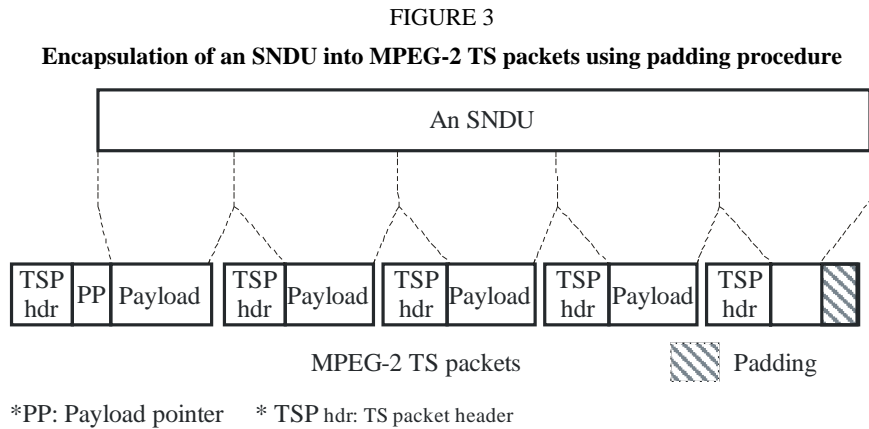 FIGURE 3
Encapsulation of an SNDU into MPEG-2 TS packets using padding procedure
An SNDU
TSP hdr PP Payload TSP hdr Payload TSP hdr Payload TSP hdr Payload TSP hdr
MPEG-2 TS packets Padding
*PP: Payload pointer * TSP hdr: TS packet header